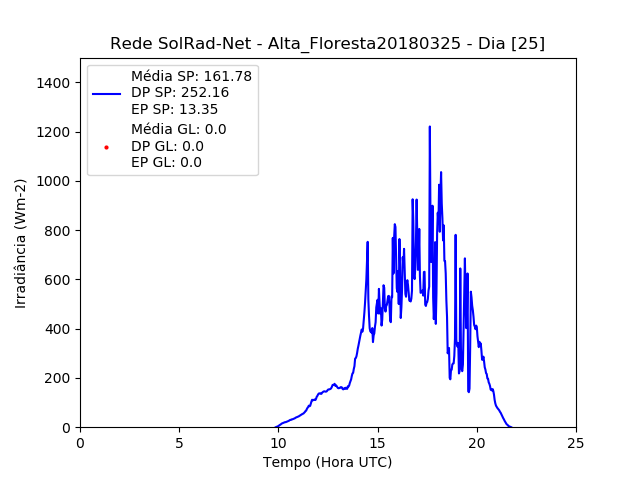 Rede SolRad-Net - Alta_Floresta20180325 - Dia [25]
Média SP: 161.78
DP SP: 252.16
EP SP: 13.35
Média GL: 0.0
DP GL: 0.0
EP GL: 0.0
Irradiância (Wm-2)
1400
1200
1000
800
600
400
200
0
0 5 10 15 20 25
Tempo (Hora UTC)